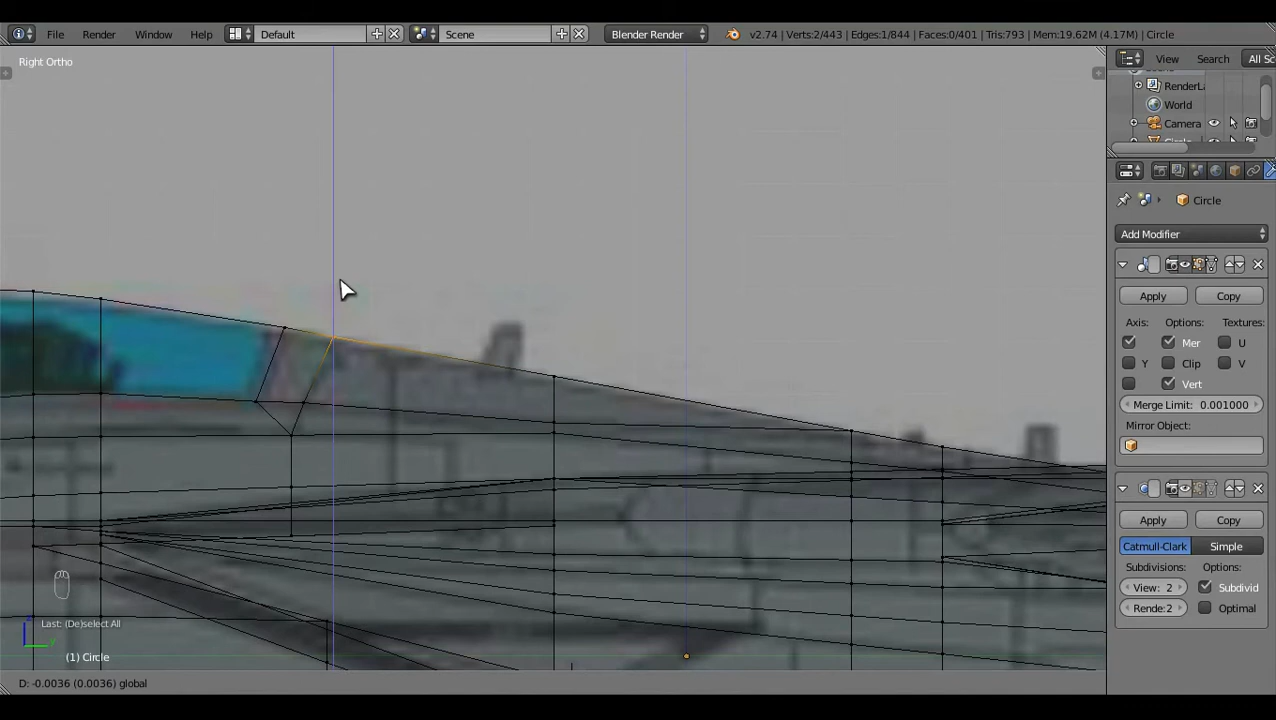 File Render Window Help Default Scene Blender Render v2.74 | Verts:2/443 | Edges:1/844 | Faces:0/401 | Tris:793 | Mem:19.62M (4.17M) | Circle
Right Ortho
View Search All Sc
RenderLa
World
Camera
Circle
Add Modifier
Apply Copy
Axis: Options: Textures:
Mer U
Y Clip V
Vert
Merge Limit: 0.001000
Mirror Object:
Apply Copy
Catmull-Clark Simple
Subdivisions: Options:
View: 2 Subdivid
Rende:2 Optimal
Last: (De)select All
(1) Circle
D: -0.0036 (0.0036) global